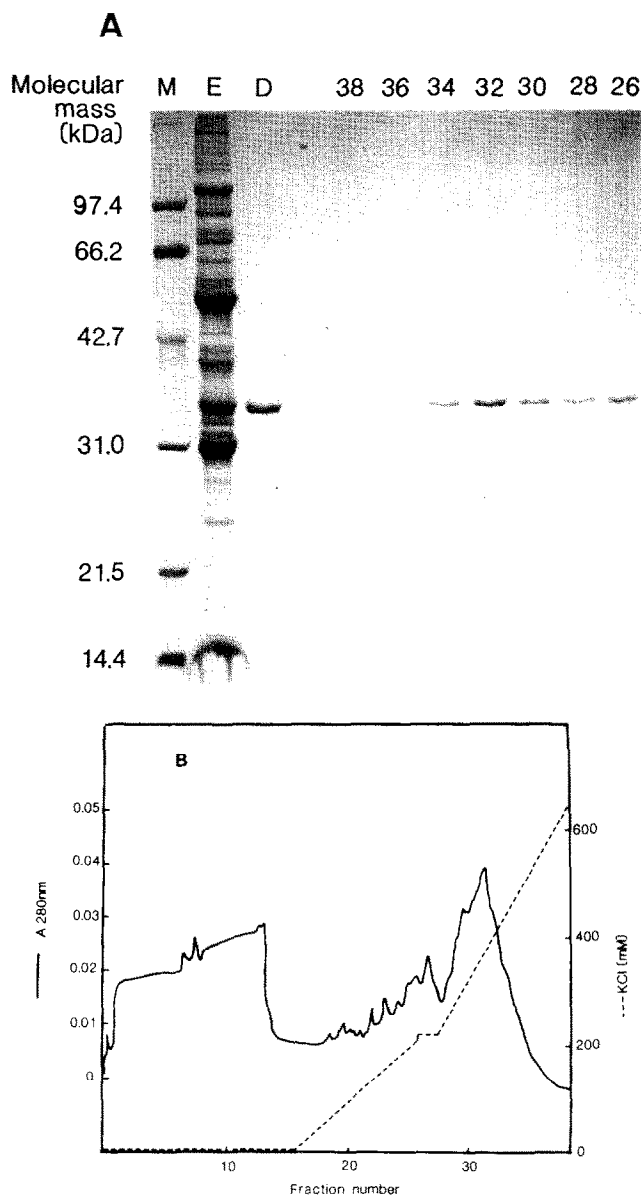 A
Molecular mass (kDa)
M E D 38 36 34 32 30 28 26
97.4
66.2
42.7
31.0
21.5
14.4
B
0.05
0.04
0.03
0.02
0.01
0
A 280nm
600
400
200
0
KCl [mM]
10 20 30
Fraction number